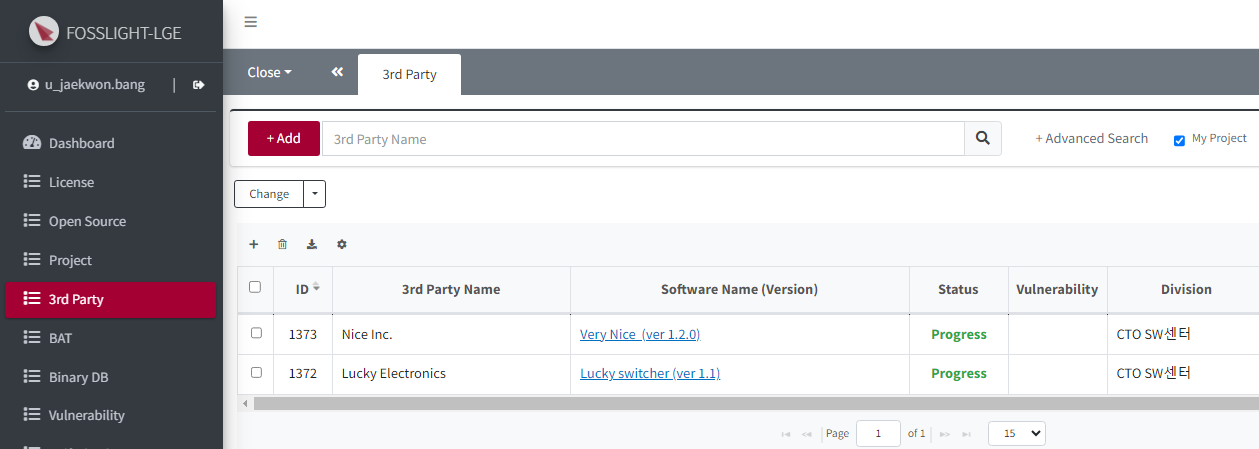 FOSSLIGHT-LGE
u_jaekwon.bang |
Close
3rd Party
+ Add
3rd Party Name
+ Advanced Search
My Project
Dashboard
License
Open Source
Project
3rd Party
BAT
Binary DB
Vulnerability
Change
ID 3rd Party Name Software Name (Version) Status Vulnerability Division
1373 Nice Inc. Very Nice (ver 1.2.0) Progress CTO SW센터
1372 Lucky Electronics Lucky switcher (ver 1.1) Progress CTO SW센터
Page 1 of 1 15